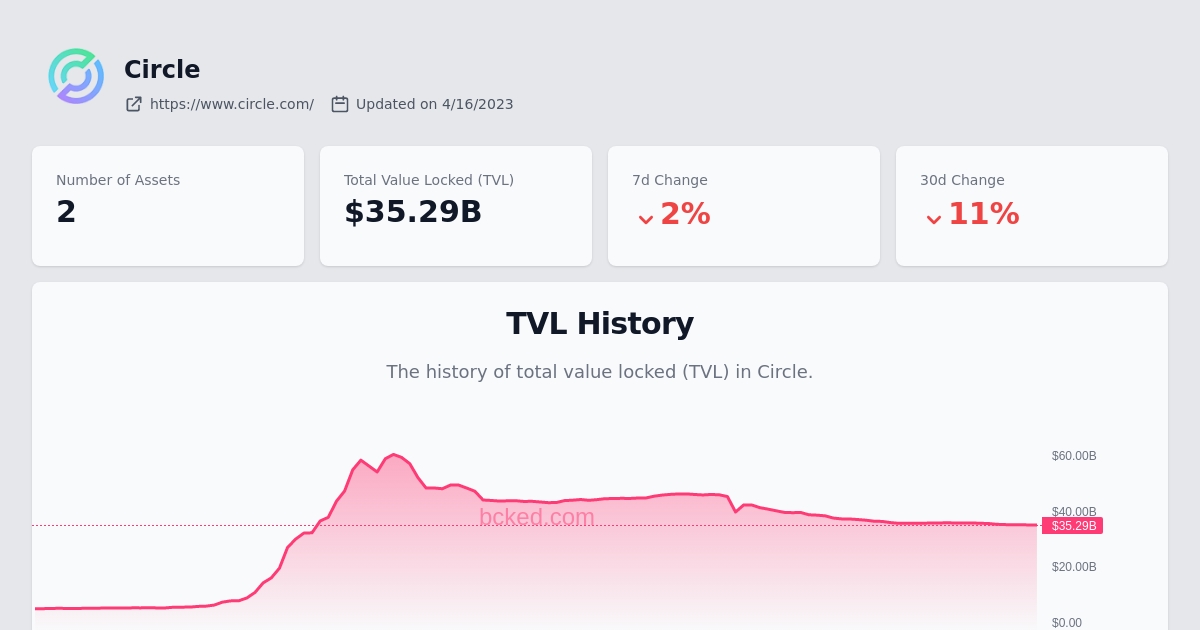 Circle
https://www.circle.com/ Updated on 4/16/2023
Number of Assets
2
Total Value Locked (TVL)
$35.29B
7d Change
2%
30d Change
11%
TVL History
The history of total value locked (TVL) in Circle.
$60.00B
$40.00B
bcked.com
$35.29B
$20.00B
$0.00